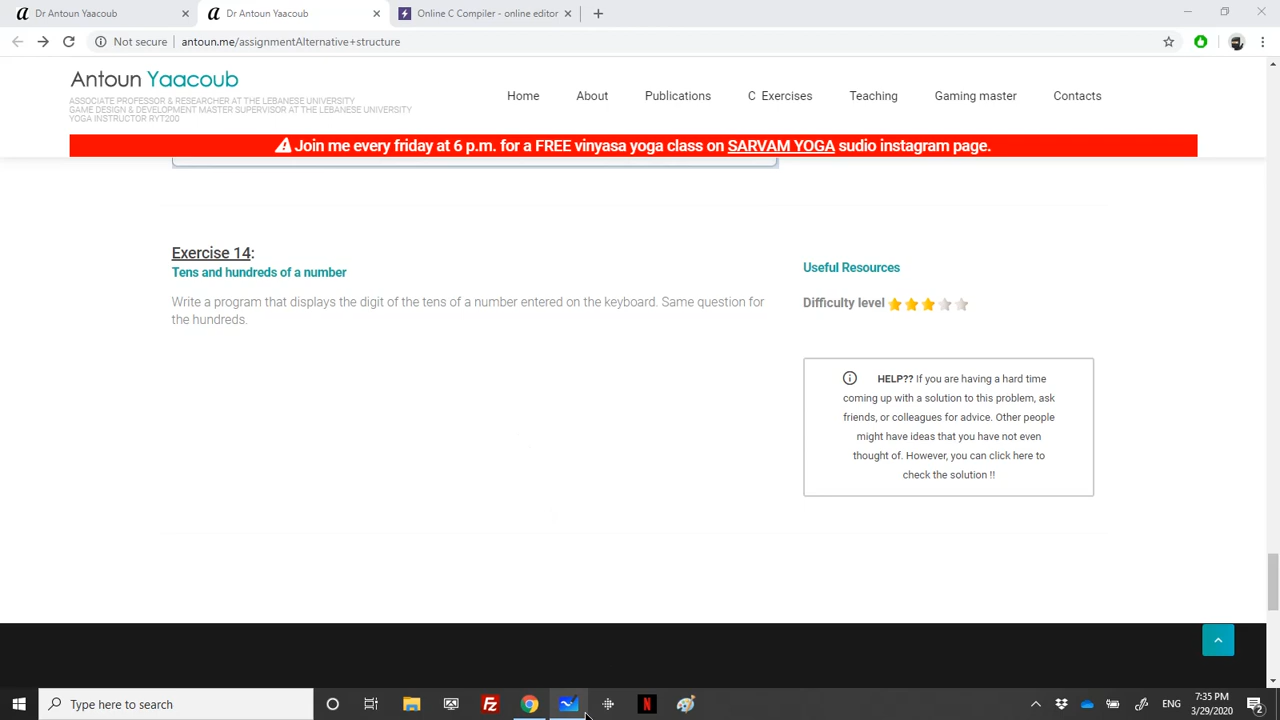 Dr Antoun Yaacoub
Dr Antoun Yaacoub
Online C Compiler - online editor
Not secure
antoun.me/assignmentAlternative+structure
Antoun Yaacoub
ASSOCIATE PROFESSOR & RESEARCHER AT THE LEBANESE UNIVERSITY
GAME DESIGN & DEVELOPMENT MASTER SUPERVISOR AT THE LEBANESE UNIVERSITY
YOGA INSTRUCTOR RYT200
Home About Publications C Exercises Teaching Gaming master Contacts
Join me every friday at 6 p.m. for a FREE vinyasa yoga class on SARVAM YOGA sudio instagram page.
Exercise 14:
Tens and hundreds of a number
Write a program that displays the digit of the tens of a number entered on the keyboard. Same question for
the hundreds.
Useful Resources
Difficulty level
HELP?? If you are having a hard time
coming up with a solution to this problem, ask
friends, or colleagues for advice. Other people
might have ideas that you have not even
thought of. However, you can click here to
check the solution !!
Type here to search
ENG
7:35 PM
3/29/2020
2